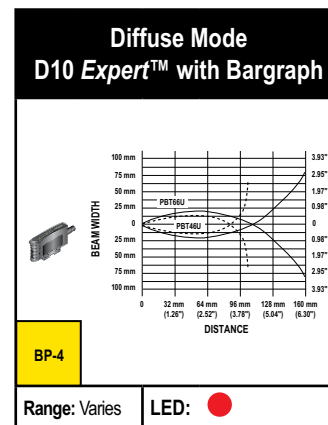 Diffuse Mode
D10 Expert™ with Bargraph
100 mm
75 mm
50 mm
25 mm
0
25 mm
50 mm
75 mm
100 mm
BEAM WIDTH
PBT66U
PBT46U
3.93"
2.95"
1.97"
0.98"
0
0.98"
1.97"
2.95"
3.93"
0 32 mm 64 mm 96 mm 128 mm 160 mm
(1.26") (2.52") (3.78") (5.04") (6.30")
DISTANCE
BP-4
Range: Varies LED: